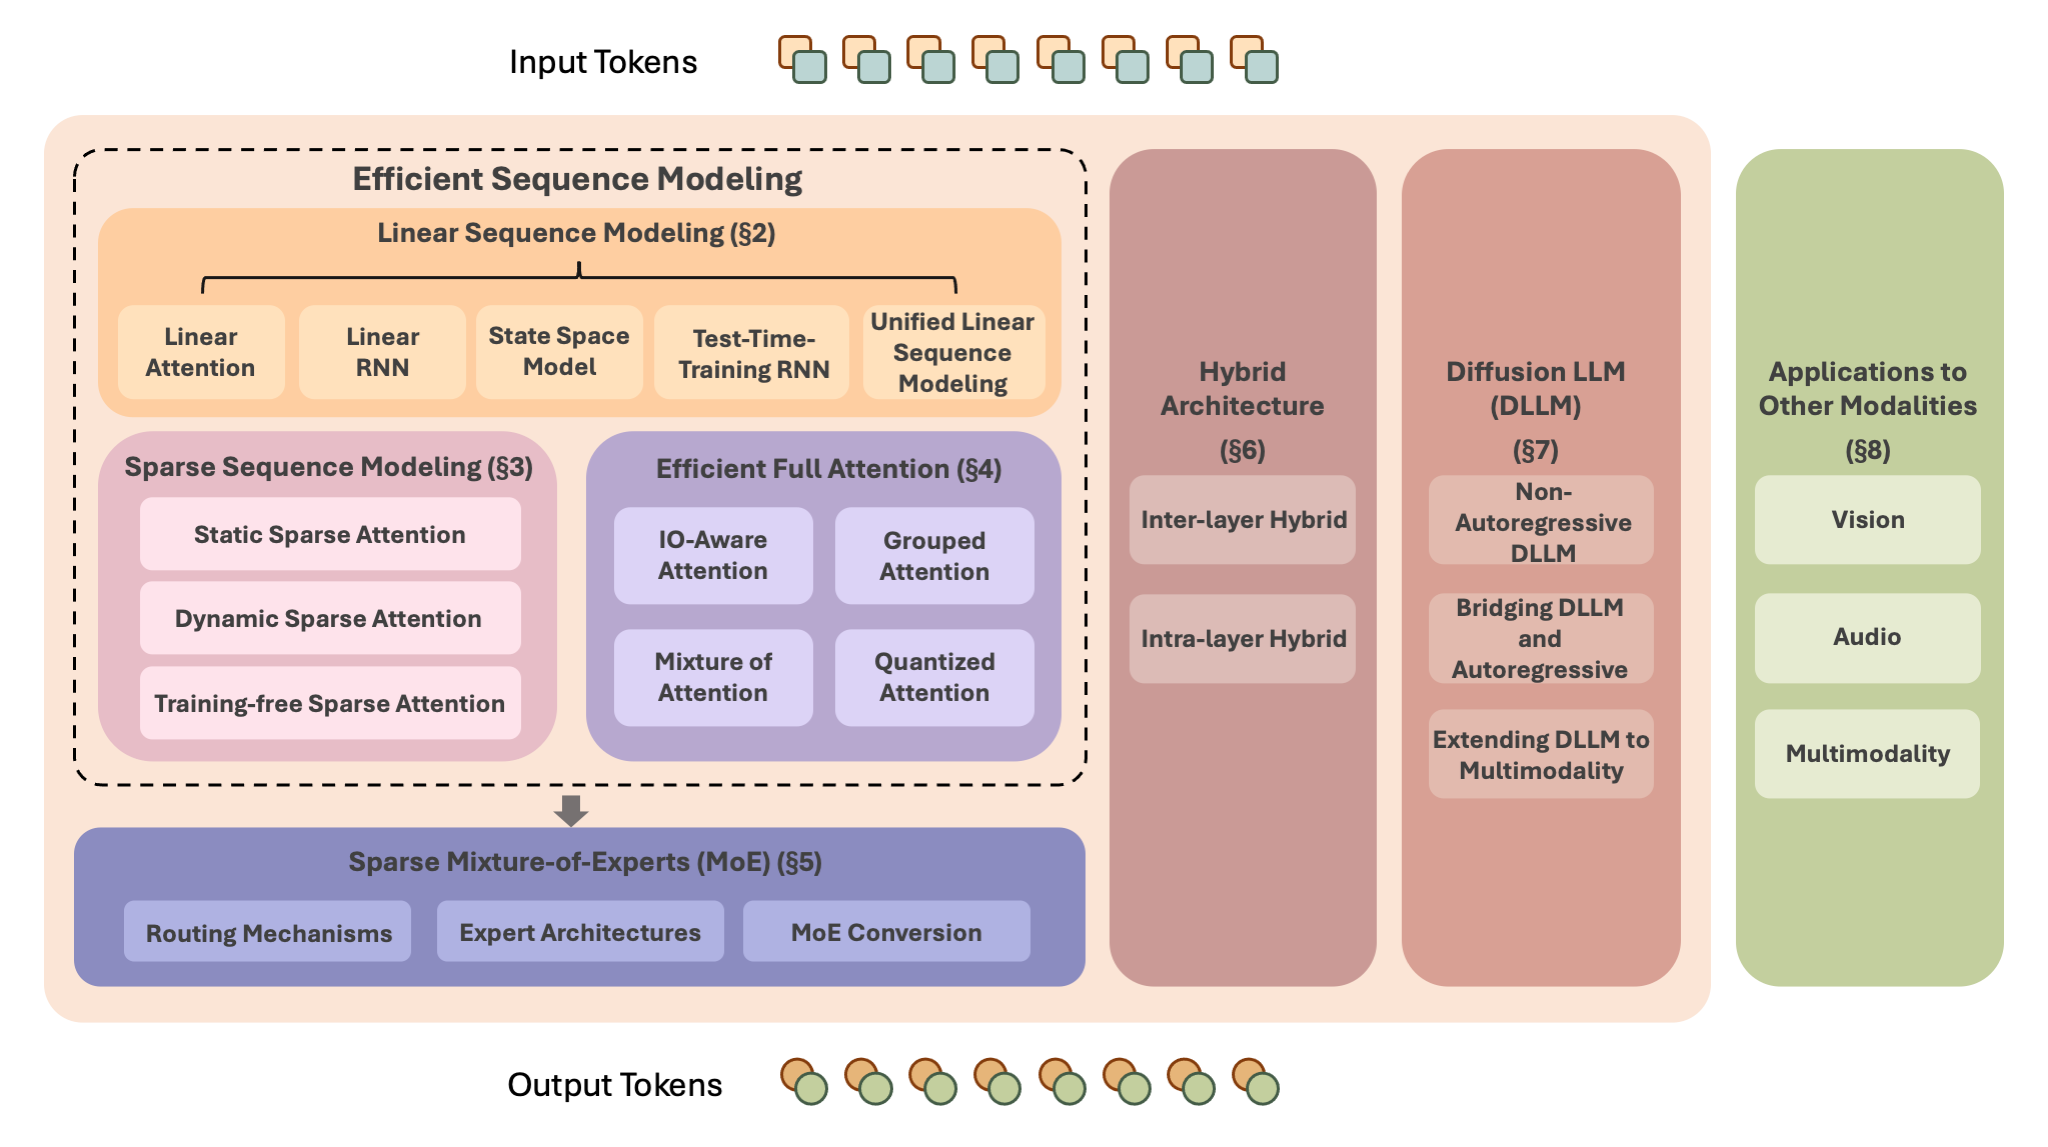 Input Tokens
Efficient Sequence Modeling
Linear Sequence Modeling (§2)
Linear
Attention
Linear
RNN
State Space
Model
Test-Time-
Training RNN
Unified Linear
Sequence
Modeling
Sparse Sequence Modeling (§3)
Static Sparse Attention
Dynamic Sparse Attention
Training-free Sparse Attention
Efficient Full Attention (§4)
IO-Aware
Attention
Grouped
Attention
Mixture of
Attention
Quantized
Attention
Sparse Mixture-of-Experts (MoE) (§5)
Routing Mechanisms
Expert Architectures
MoE Conversion
Hybrid
Architecture
(§6)
Inter-layer Hybrid
Intra-layer Hybrid
Diffusion LLM
(DLLM)
(§7)
Non-
Autoregressive
DLLM
Bridging DLLM
and
Autoregressive
Extending DLLM to
Multimodality
Applications to
Other Modalities
(§8)
Vision
Audio
Multimodality
Output Tokens